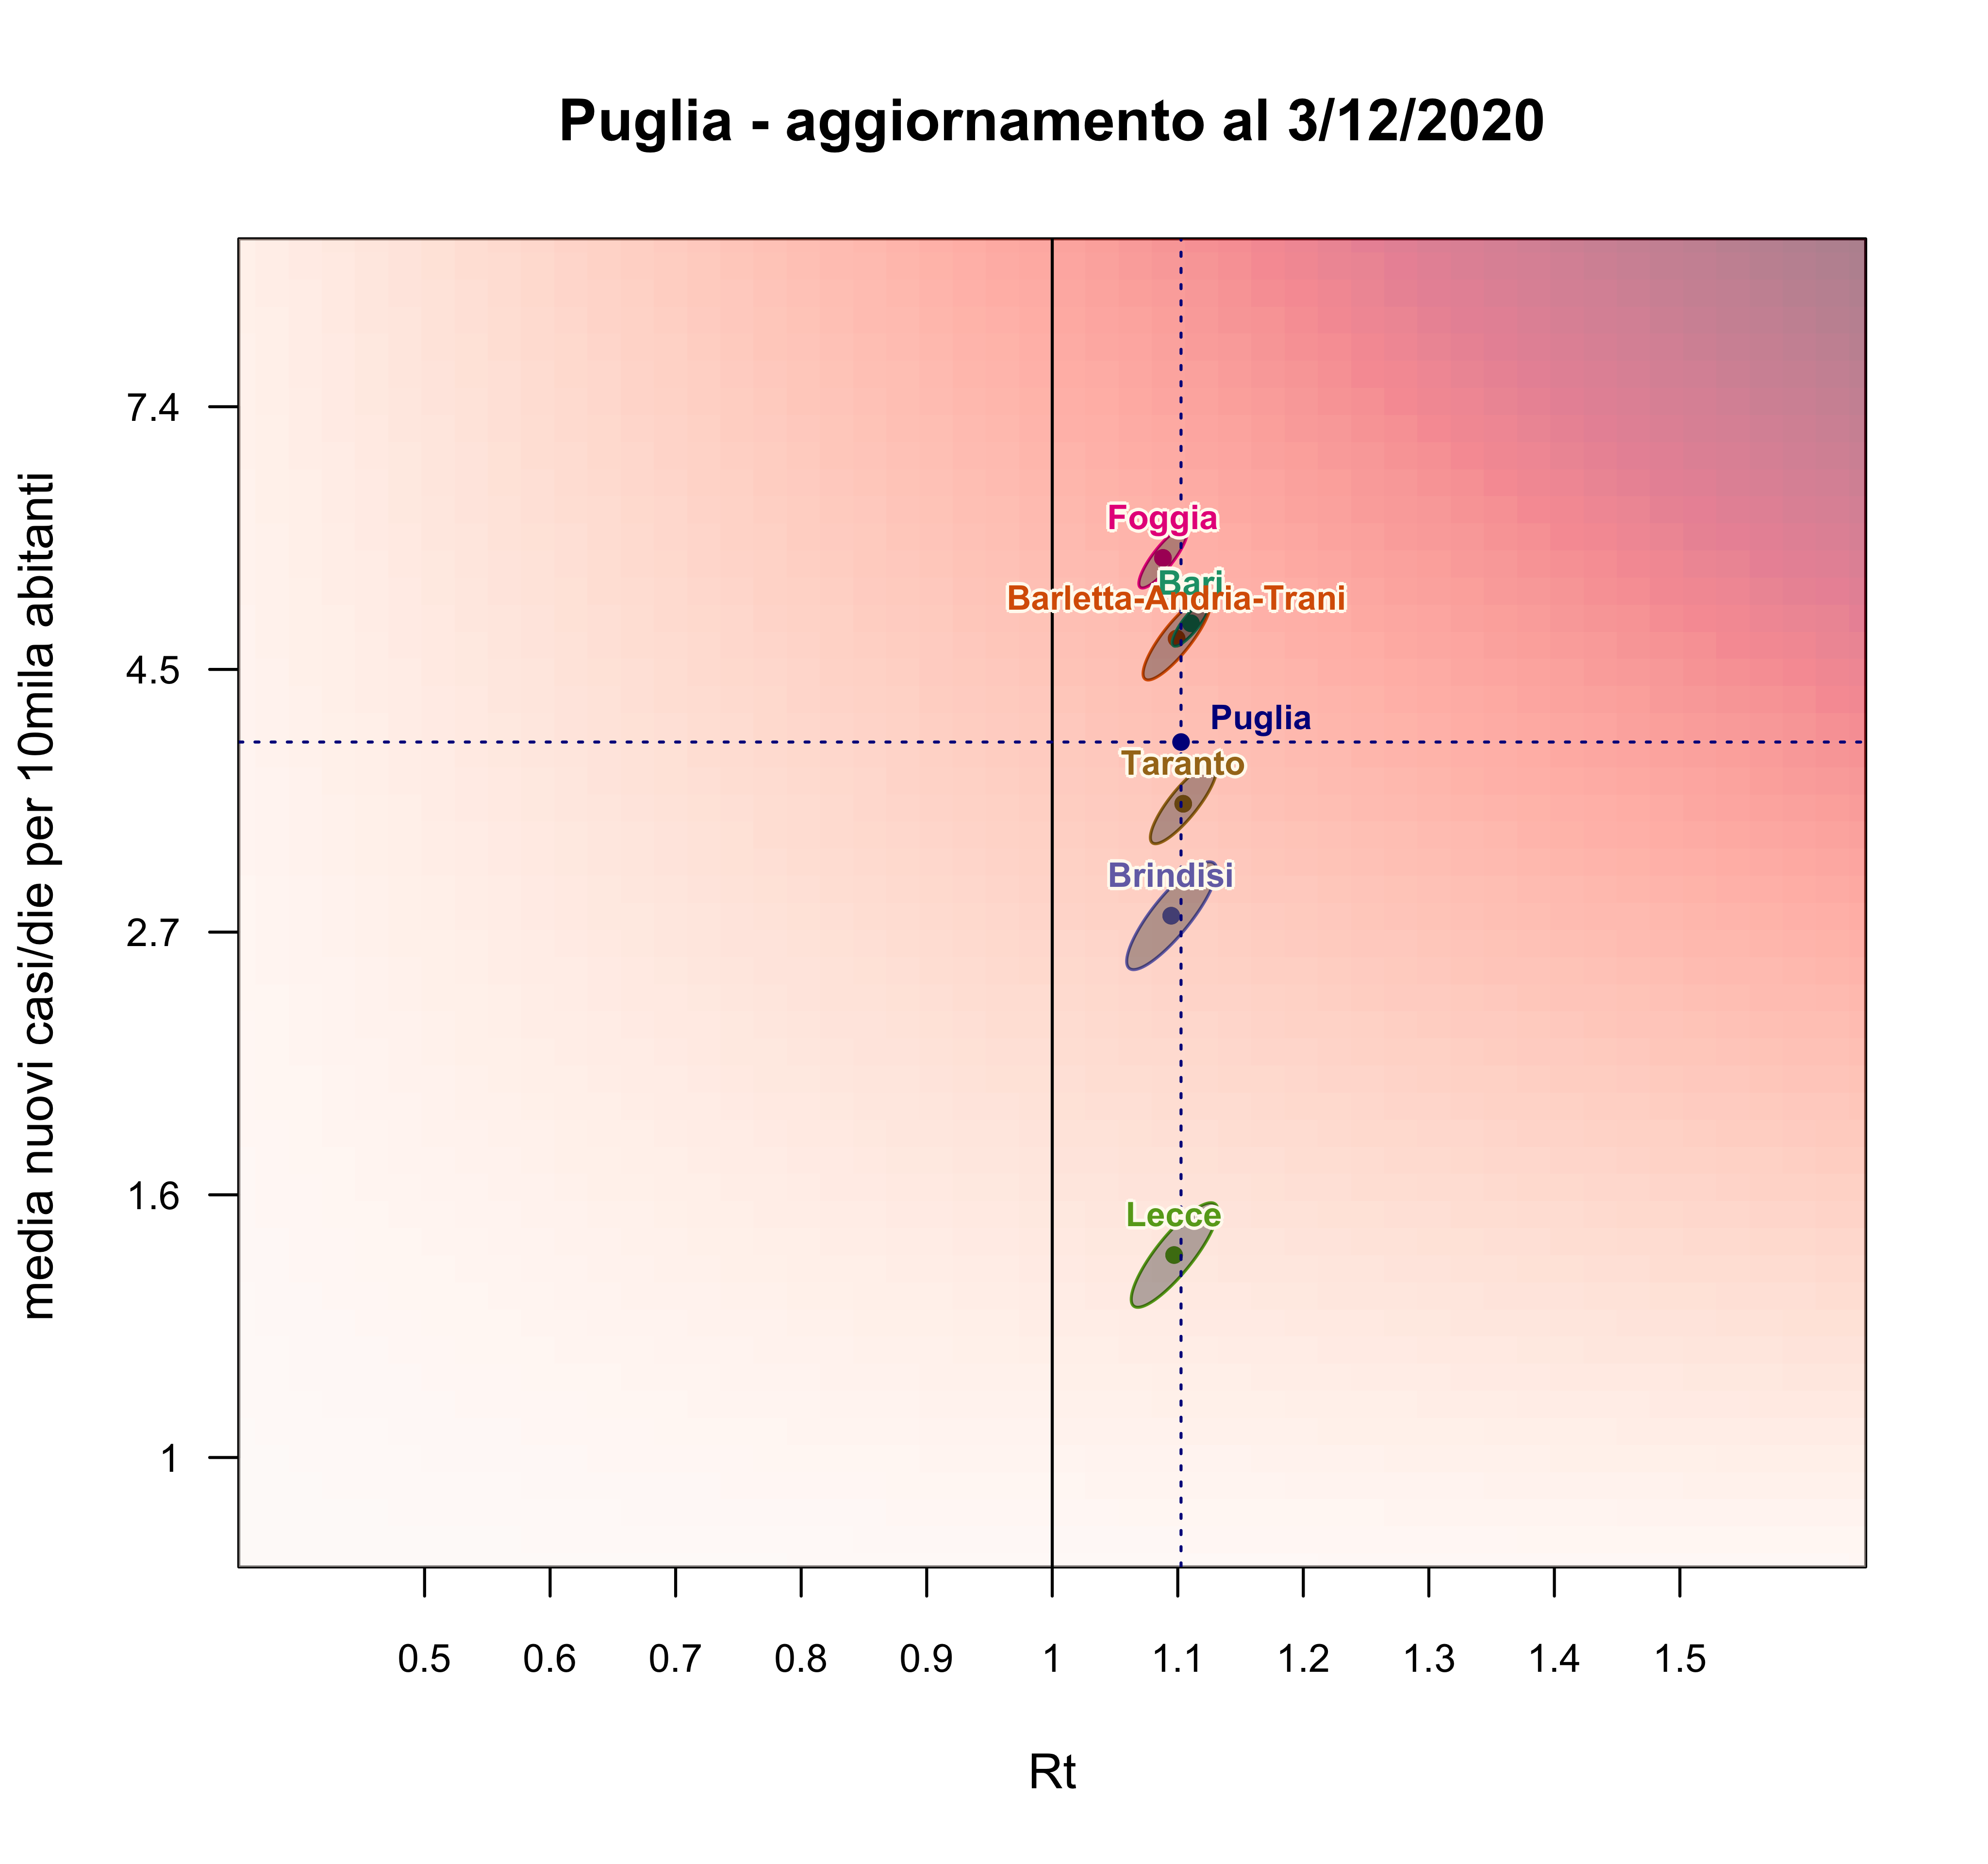 Puglia - aggiornamento al 3/12/2020
media nuovi casi/die per 10mila abitanti
7.4
4.5
2.7
1.6
1
Foggia
Bari
Barletta-Andria-Trani
Puglia
Taranto
Brindisi
Lecce
0.5 0.6 0.7 0.8 0.9 1 1.1 1.2 1.3 1.4 1.5
Rt